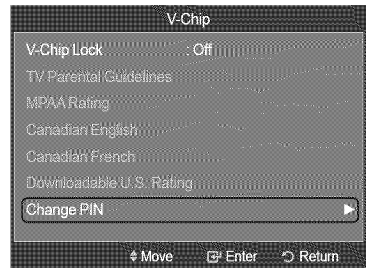 V-Chip
V-Chip Lock : Off
TV Parental Guidelines
MPAA Rating
Canadian English
Canadian French
Downloadable U.S. Rating
Change PIN
Move Enter Return